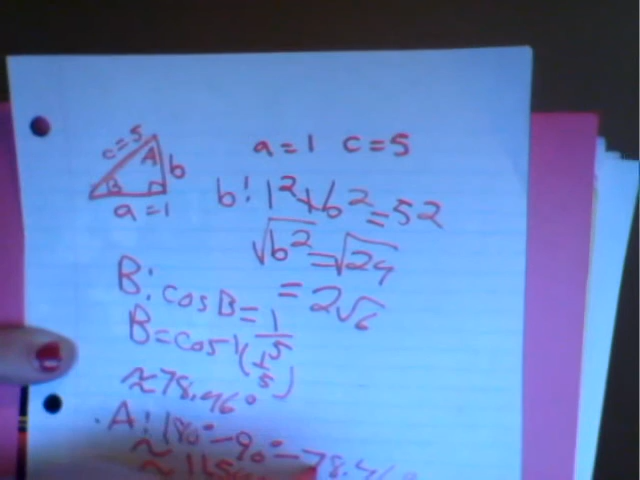 c=5
A
b
B
a=1
a=1 c=5
b: 1²+b²=52
√b²=√24
=2√6
B: cos B=1/5
B=cos⁻¹(1/5)
≈78.46°
A: 180°-90°-78.46°